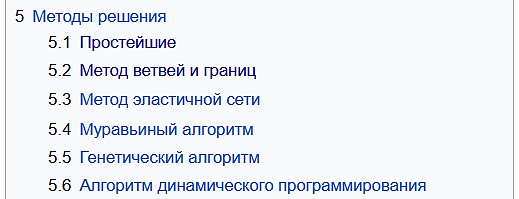 5 Методы решения
5.1 Простейшие
5.2 Метод ветвей и границ
5.3 Метод эластичной сети
5.4 Муравьиный алгоритм
5.5 Генетический алгоритм
5.6 Алгоритм динамического программирования